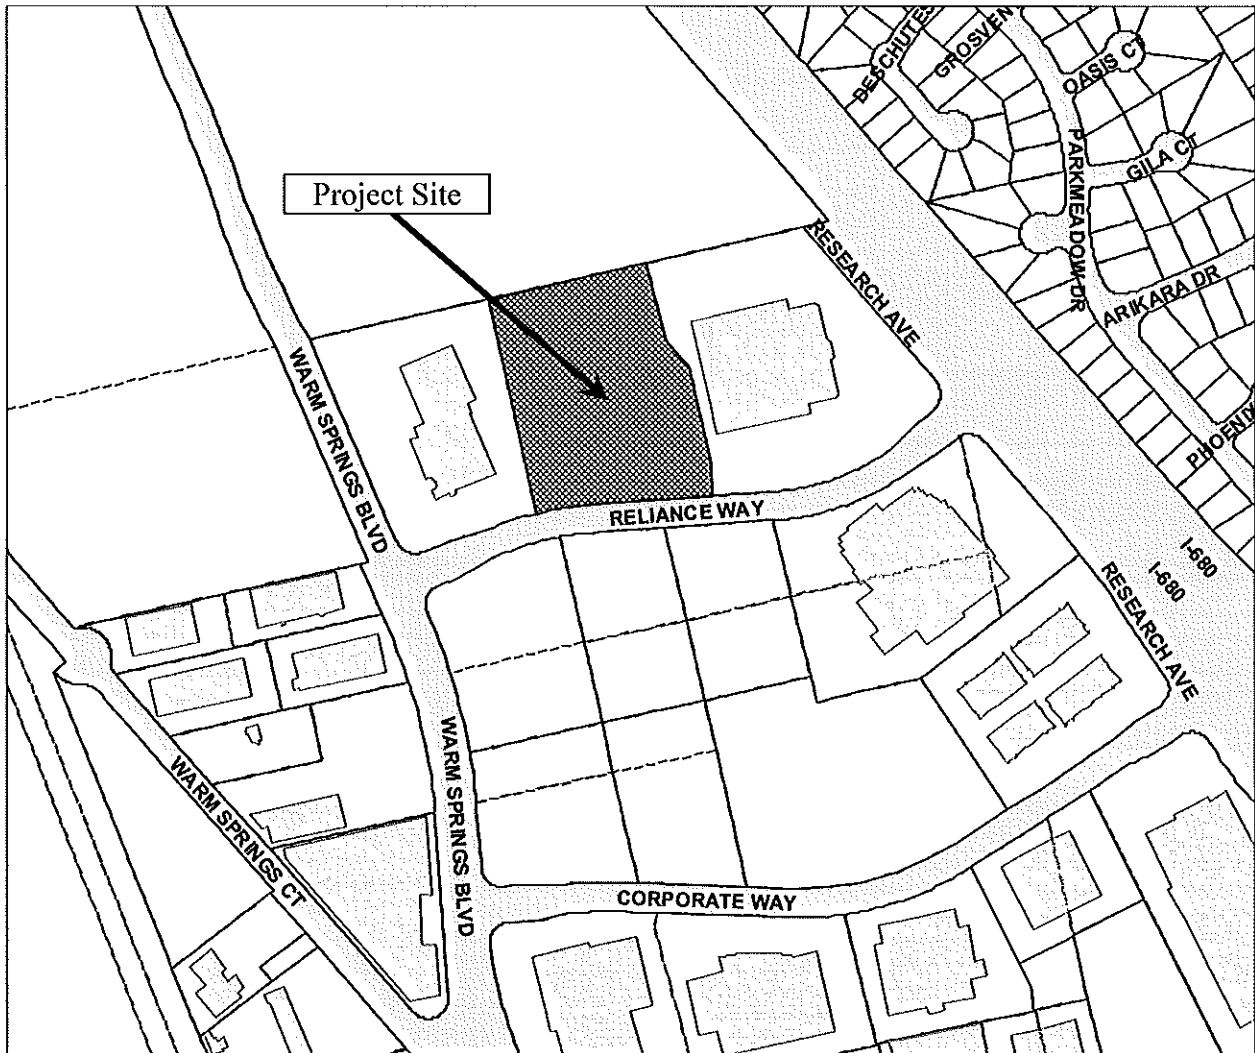 DESCHUTES
GROSVEN
OASIS CT
PARKMEADOW DR
GILA CT
Project Site
RESEARCH AVE
ARIKARA DR
WARM SPRINGS BLVD
PHOENI
RELIANCE WAY
I-680
I-680
RESEARCH AVE
WARM SPRINGS BLVD
WARM SPRINGS CT
CORPORATE WAY